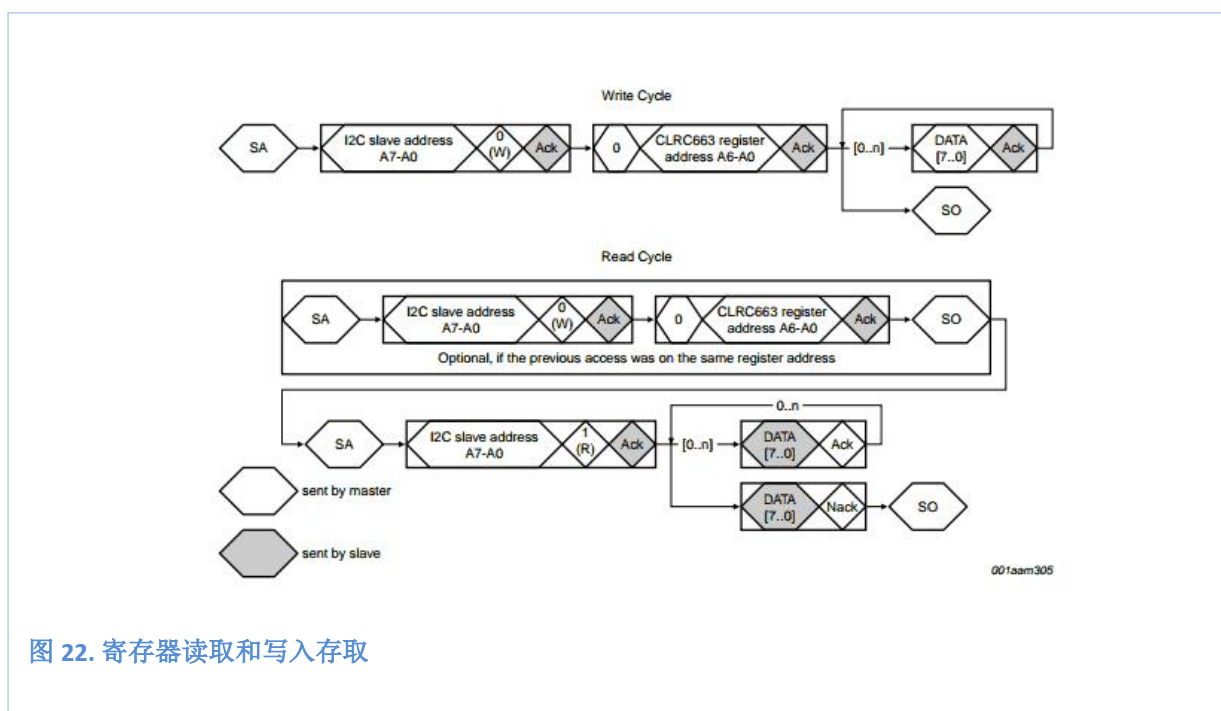 Write Cycle
SA
I2C slave address
A7-A0
0
(W)
Ack
0
CLRC663 register
address A6-A0
Ack
[0..n]
DATA
[7..0]
Ack
SO
Read Cycle
SA
I2C slave address
A7-A0
0
(W)
Ack
0
CLRC663 register
address A6-A0
Ack
SO
Optional, if the previous access was on the same register address
0..n
SA
I2C slave address
A7-A0
1
(R)
Ack
[0..n]
DATA
[7..0]
Ack
sent by master
DATA
[7..0]
Nack
SO
sent by slave
001aam305
图 22. 寄存器读取和写入存取